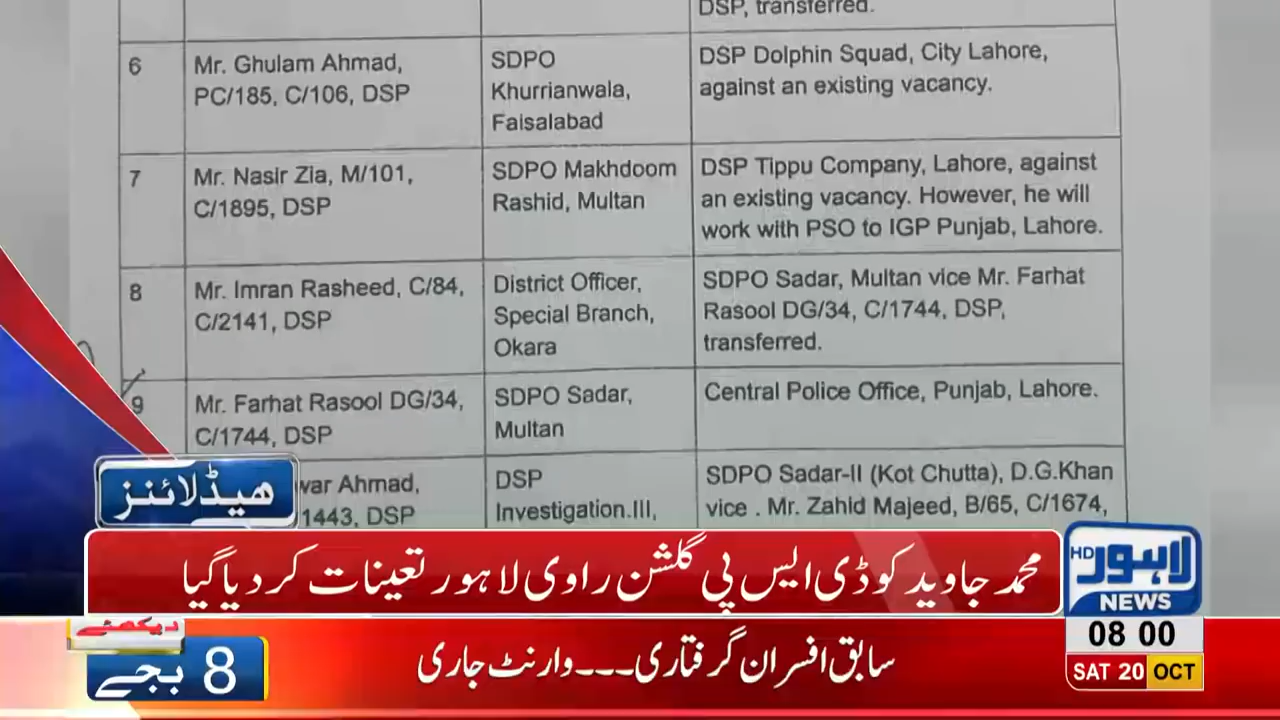 DSP, transferred.
6
Mr. Ghulam Ahmad,
PC/185, C/106, DSP
SDPO
Khurrianwala,
Faisalabad
DSP Dolphin Squad, City Lahore,
against an existing vacancy.
7
Mr. Nasir Zia, M/101,
C/1895, DSP
SDPO Makhdoom
Rashid, Multan
DSP Tippu Company, Lahore, against
an existing vacancy. However, he will
work with PSO to IGP Punjab, Lahore.
8
Mr. Imran Rasheed, C/84,
C/2141, DSP
District Officer,
Special Branch,
Okara
SDPO Sadar, Multan vice Mr. Farhat
Rasool DG/34, C/1744, DSP,
transferred.
9
Mr. Farhat Rasool DG/34,
C/1744, DSP
SDPO Sadar,
Multan
Central Police Office, Punjab, Lahore.
Ahmad,
1443, DSP
DSP
Investigation.III,
SDPO Sadar-II (Kot Chutta), D.G.Khan
vice . Mr. Zahid Majeed, B/65, C/1674,
ہیڈلائنز
محمد جاوید کو ڈی ایس پی گلشن راوی لاہور تعینات کر دیا گیا
لاہور HD
NEWS
دیکھئے
8 بجے
سابق افسران گرفتاری۔۔۔وارنٹ جاری
08 00
SAT 20 OCT